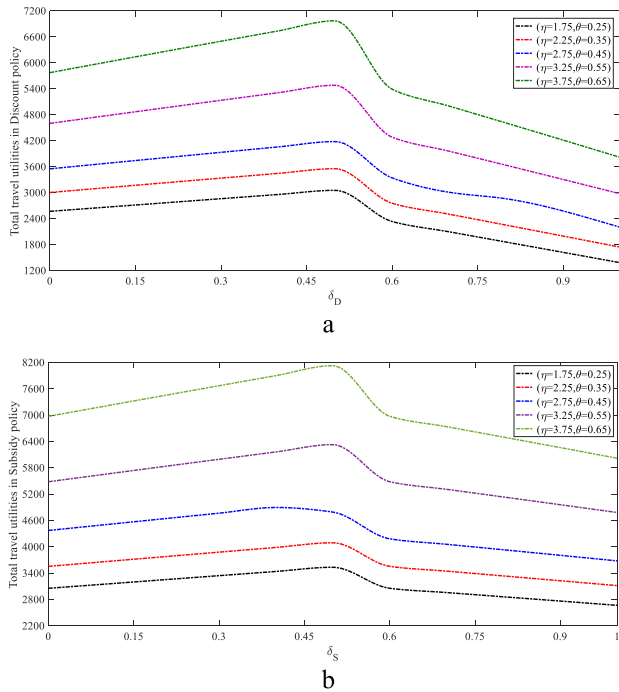 7200
6600
6000
5400
4800
4200
3600
3000
2400
1800
1200
Total travel utilities in Discount policy
(η=1.75,θ=0.25)
(η=2.25,θ=0.35)
(η=2.75,θ=0.45)
(η=3.25,θ=0.55)
(η=3.75,θ=0.65)
0 0.15 0.3 0.45 0.6 0.75 0.9
δD
a
8200
7600
7000
6400
5800
5200
4600
4000
3400
2800
2200
Total travel utilities in Subsidy policy
(η=1.75,θ=0.25)
(η=2.25,θ=0.35)
(η=2.75,θ=0.45)
(η=3.25,θ=0.55)
(η=3.75,θ=0.65)
0 0.15 0.3 0.45 0.6 0.75 0.9 1
δS
b